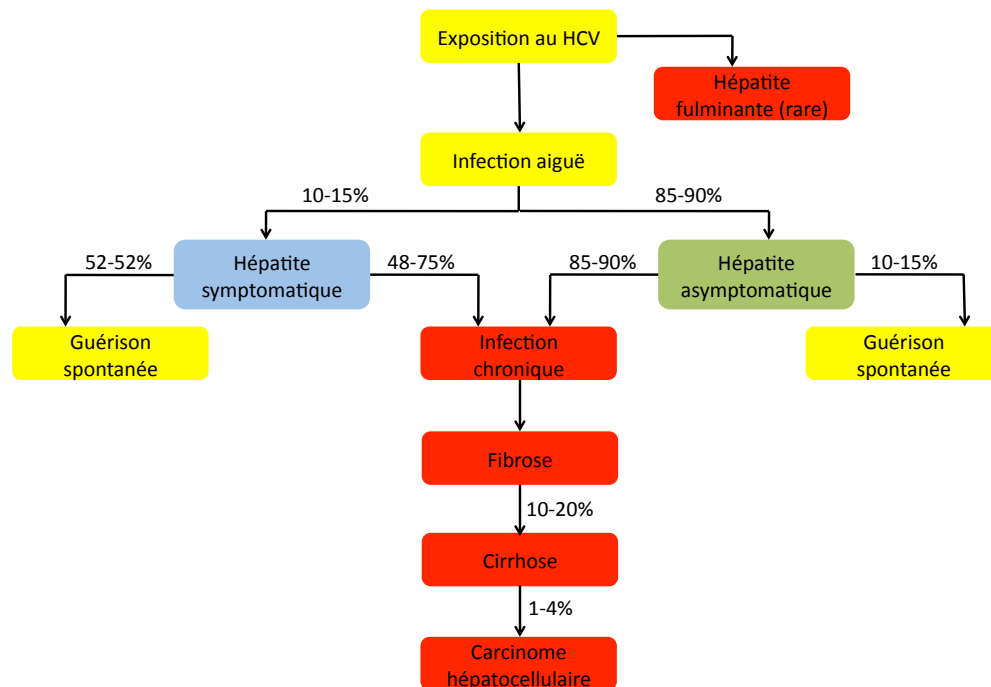 Exposition au HCV
Hépatite
fulminante (rare)
Infection aiguë
10-15%
85-90%
52-52%
Hépatite
symptomatique
48-75%
85-90%
Hépatite
asymptomatique
10-15%
Guérison
spontanée
Infection
chronique
Guérison
spontanée
Fibrose
10-20%
Cirrhose
1-4%
Carcinome
hépatocellulaire